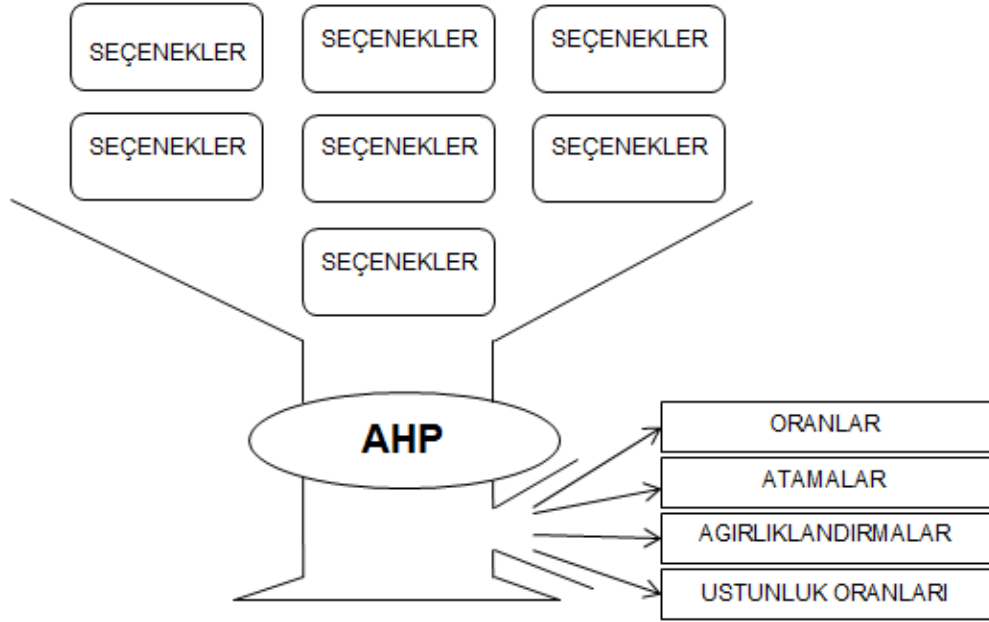 SEÇENEKLER
SEÇENEKLER
SEÇENEKLER
SEÇENEKLER
SEÇENEKLER
SEÇENEKLER
SEÇENEKLER
AHP
ORANLAR
ATAMALAR
AGIRLIKLANDIRMALAR
USTUNLUK ORANLARI